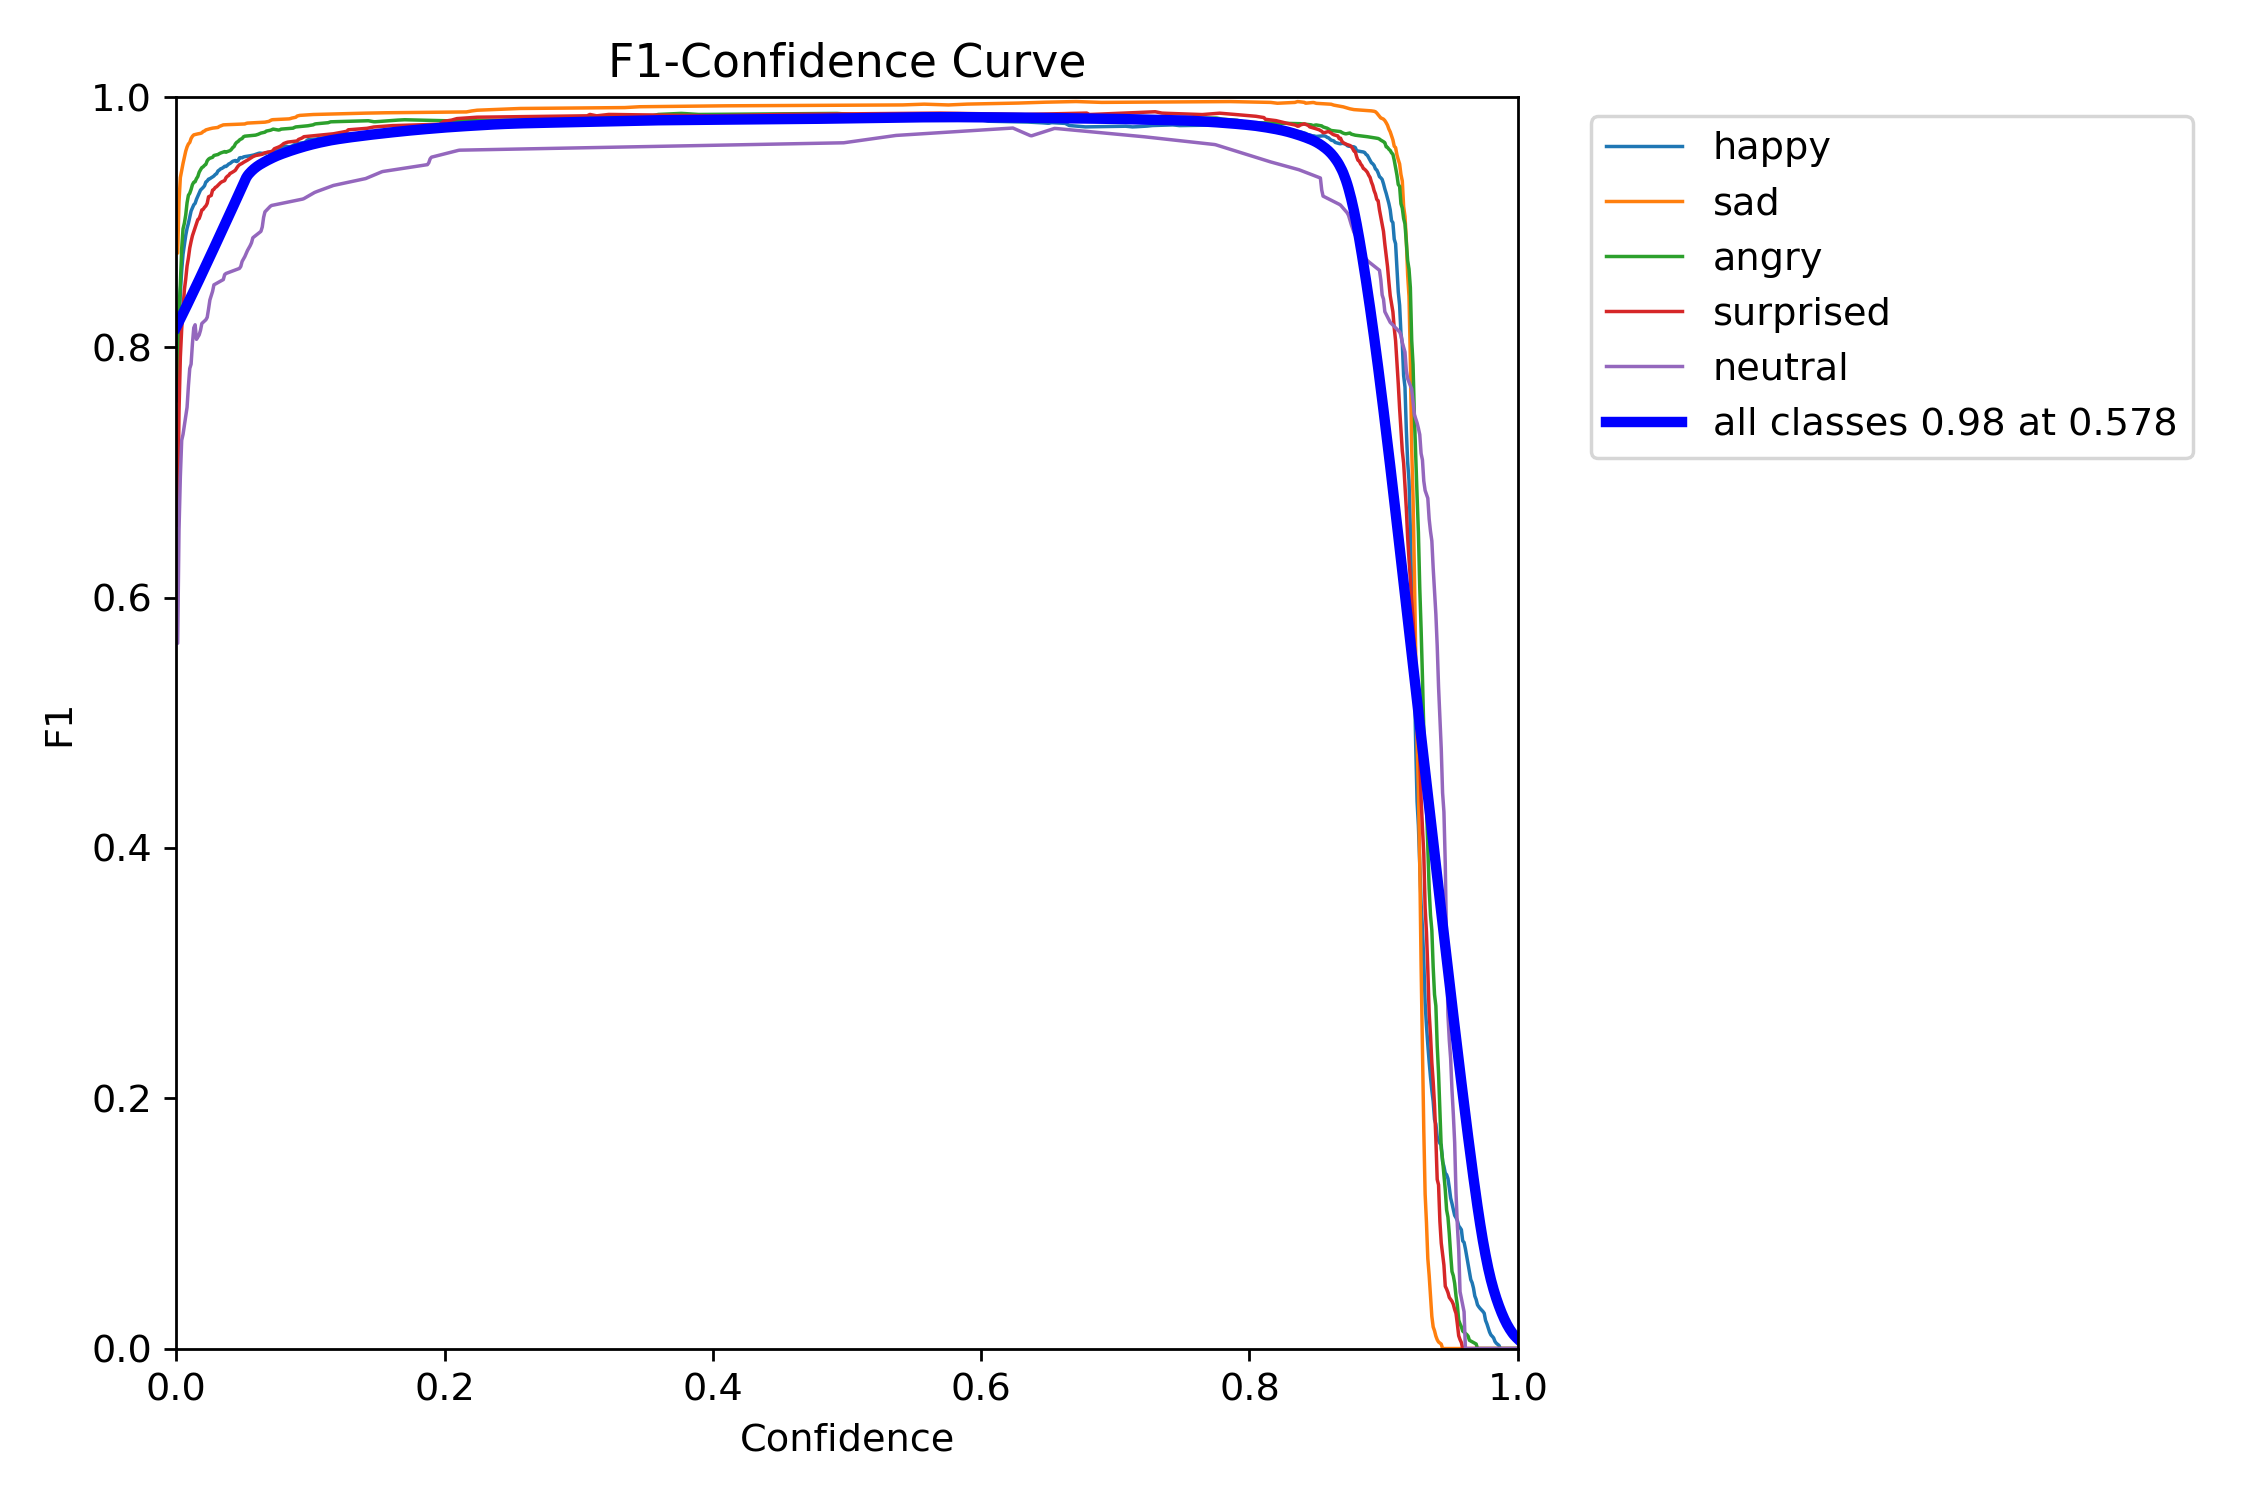 F1-Confidence Curve
1.0
0.8
0.6
0.4
0.2
0.0
F1
0.0 0.2 0.4 0.6 0.8 1.0
Confidence
happy
sad
angry
surprised
neutral
all classes 0.98 at 0.578